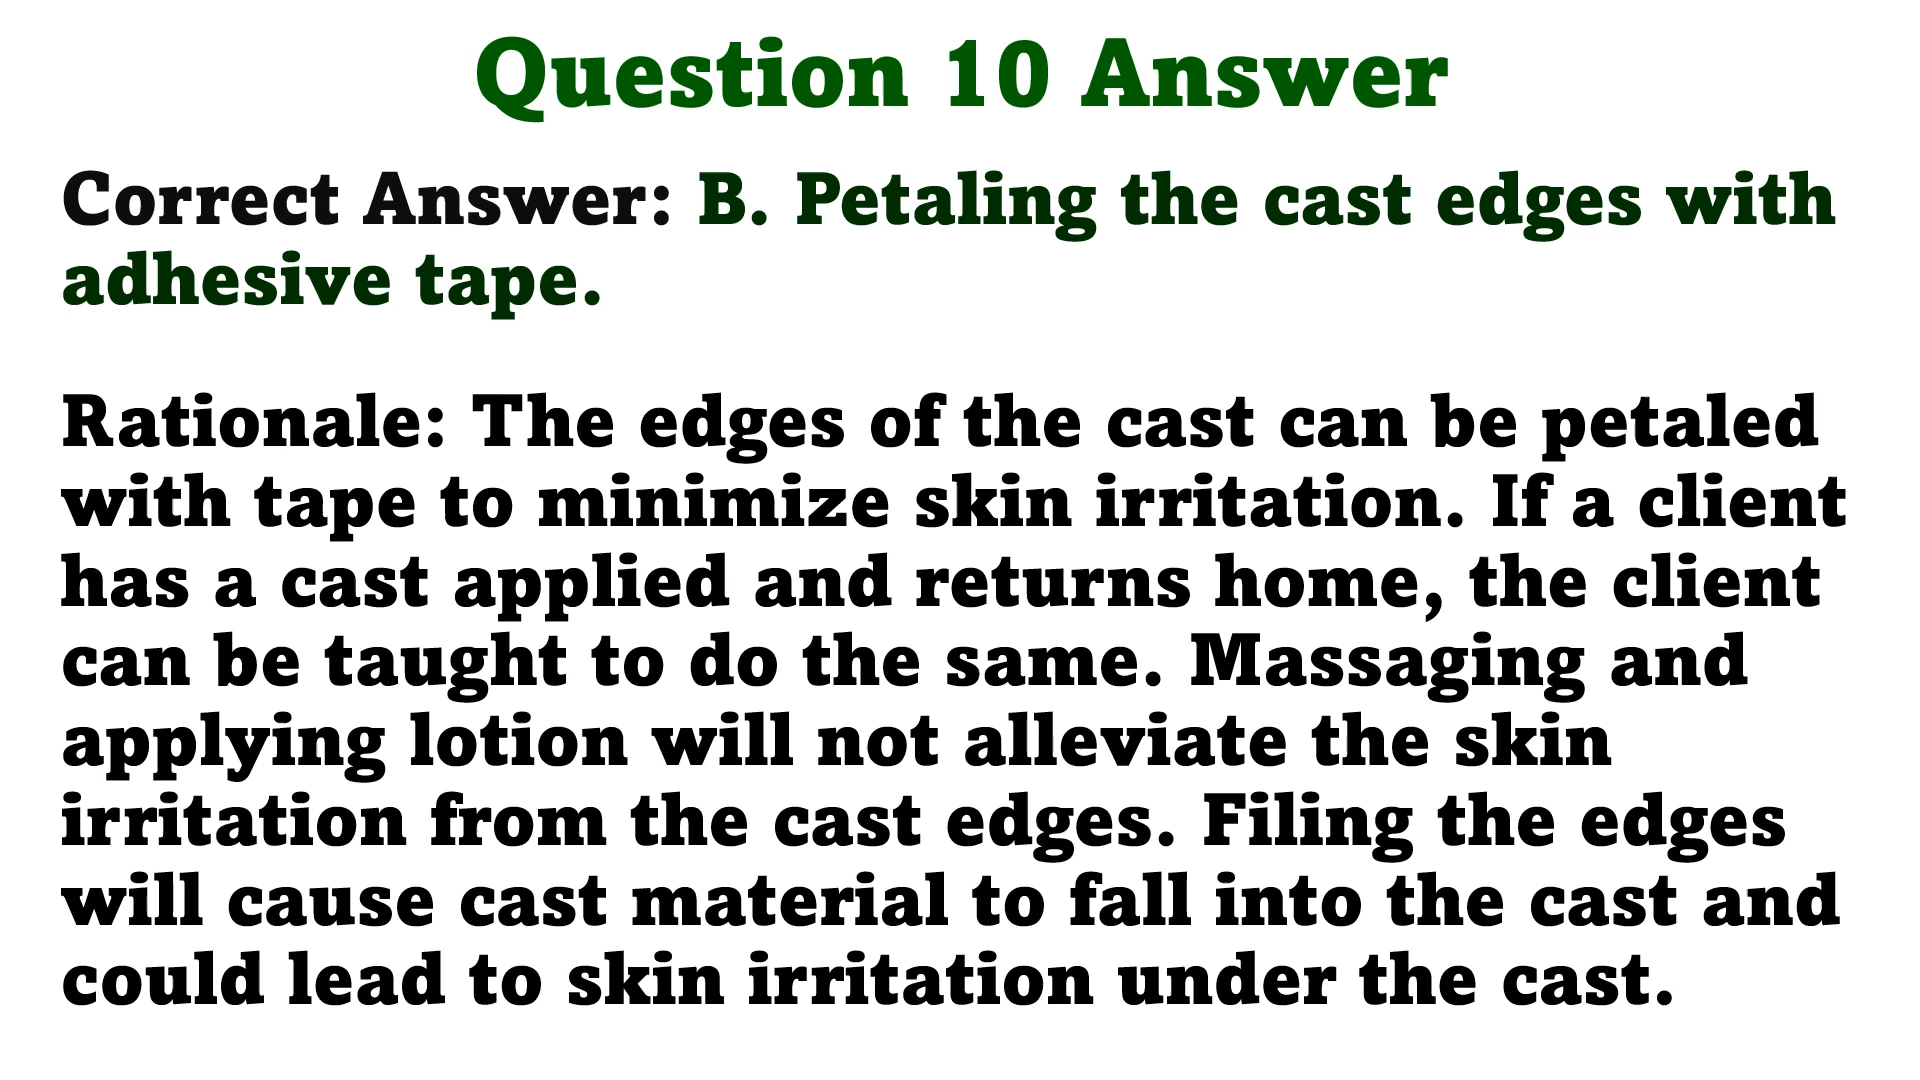 Question 10 Answer
Correct Answer: B. Petaling the cast edges with
adhesive tape.
Rationale: The edges of the cast can be petaled
with tape to minimize skin irritation. If a client
has a cast applied and returns home, the client
can be taught to do the same. Massaging and
applying lotion will not alleviate the skin
irritation from the cast edges. Filing the edges
will cause cast material to fall into the cast and
could lead to skin irritation under the cast.